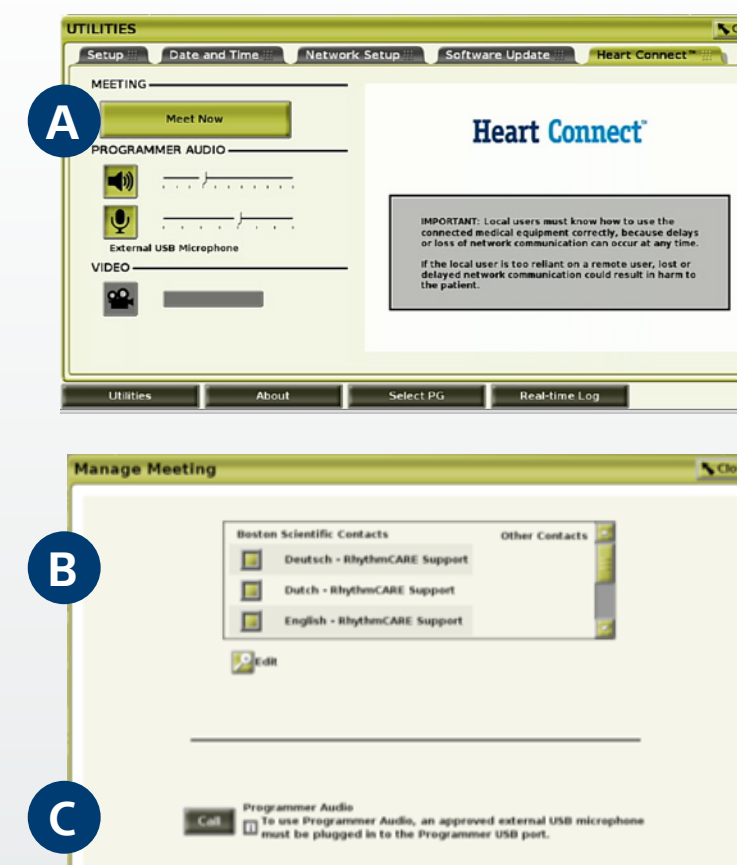 UTILITIES
Setup Date and Time Network Setup Software Update Heart Connect™
MEETING
A
Meet Now
PROGRAMMER AUDIO
External USB Microphone
VIDEO
Heart Connect™
IMPORTANT: Local users must know how to use the
connected medical equipment correctly, because delays
or loss of network communication can occur at any time.
If the local user is too reliant on a remote user, lost or
delayed network communication could result in harm to
the patient.
Utilities About Select PG Real-time Log
Manage Meeting Clo
B
Boston Scientific Contacts Other Contacts
Deutsch - RhythmCARE Support
Dutch - RhythmCARE Support
English - RhythmCARE Support
Edit
C
Call
Programmer Audio
To use Programmer Audio, an approved external USB microphone
must be plugged in to the Programmer USB port.